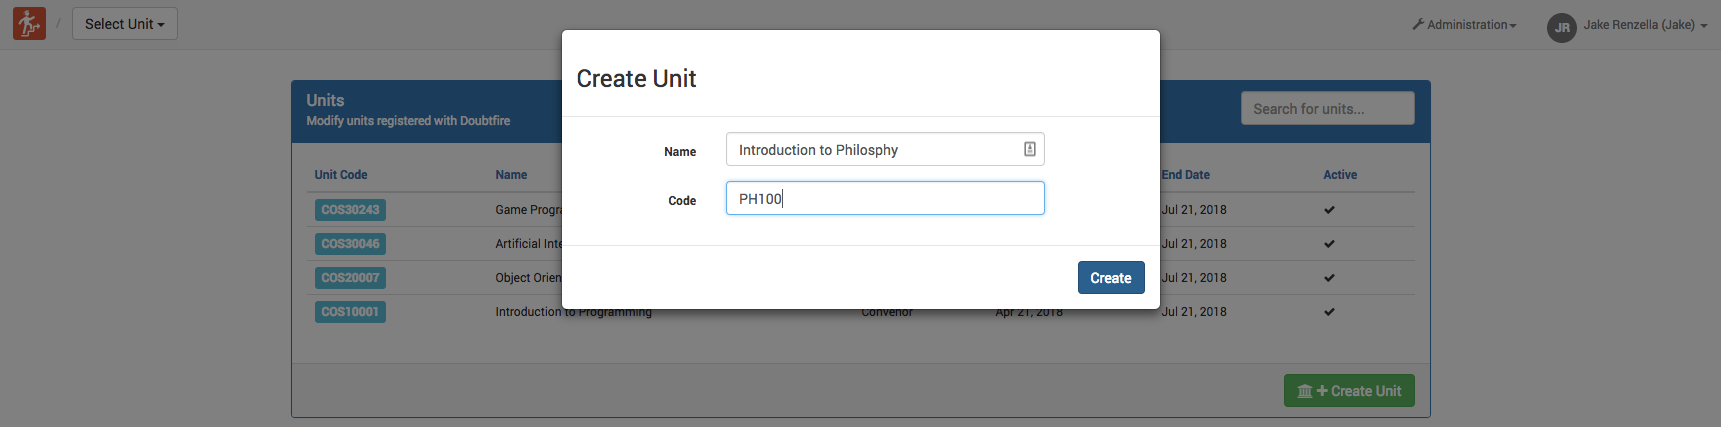 / Select Unit Administration JR Jake Renzella (Jake)
Create Unit
Units
Modify units registered with Doubtfire
Search for units...
Name Introduction to Philosphy
Code PH100
Create
Unit Code Name End Date Active
COS30243 Game Jul 21, 2018
COS30046 Artificial Jul 21, 2018
COS20007 Object Jul 21, 2018
COS10001 Introduction to Programming Convenor Apr 21, 2018 Jul 21, 2018
+ Create Unit